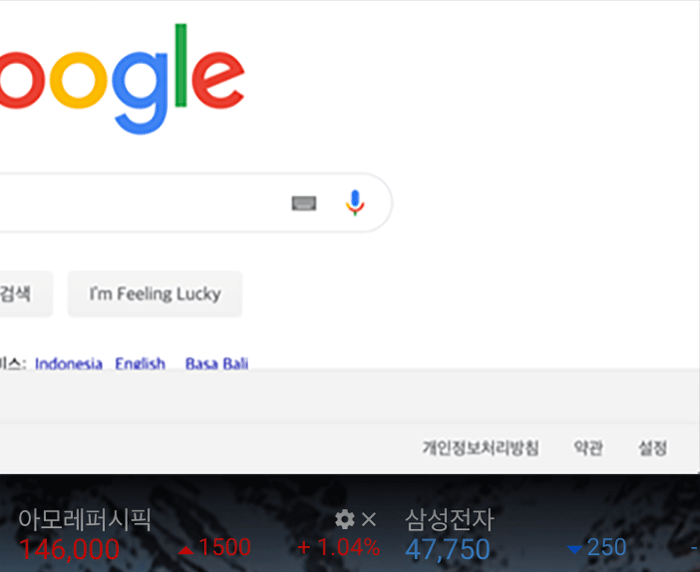 oogle
검색
I'm Feeling Lucky
비스: Indonesia English Basa Bali
개인정보처리방침 약관 설정
아모레퍼시픽 삼성전자
146,000 ▲1500 + 1.04% 47,750 ▼250 -